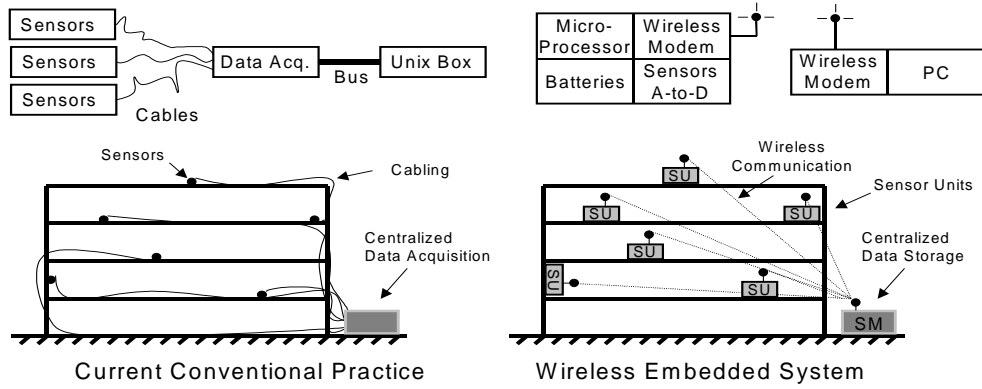 Sensors
Sensors
Sensors
Cables
Data Acq.
Bus
Unix Box
Sensors
Cabling
Centralized
Data Acquisition
Current Conventional Practice
Micro-
Processor
Wireless
Modem
Batteries
Sensors
A-to-D
Wireless
Modem
PC
Wireless
Communication
Sensor Units
SU
SU
SU
SU
SU
SU
Centralized
Data Storage
SM
Wireless Embedded System